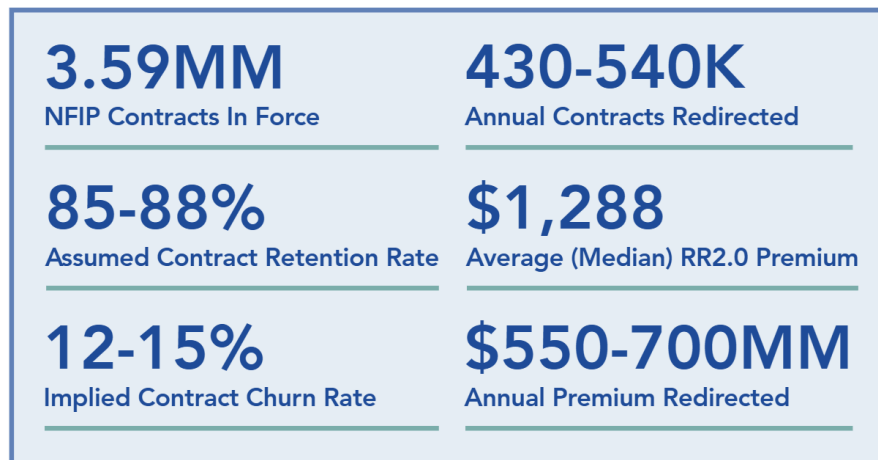 3.59MM
NFIP Contracts In Force
430-540K
Annual Contracts Redirected
85-88%
Assumed Contract Retention Rate
$1,288
Average (Median) RR2.0 Premium
12-15%
Implied Contract Churn Rate
$550-700MM
Annual Premium Redirected